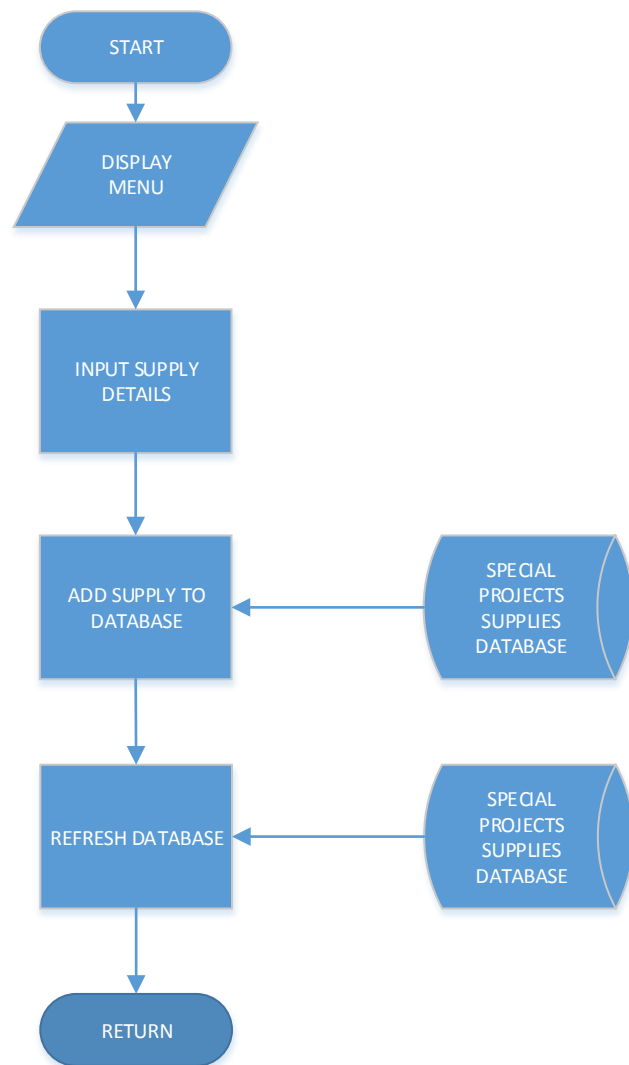 START
DISPLAY
MENU
INPUT SUPPLY
DETAILS
ADD SUPPLY TO
DATABASE
SPECIAL
PROJECTS
SUPPLIES
DATABASE
REFRESH DATABASE
SPECIAL
PROJECTS
SUPPLIES
DATABASE
RETURN